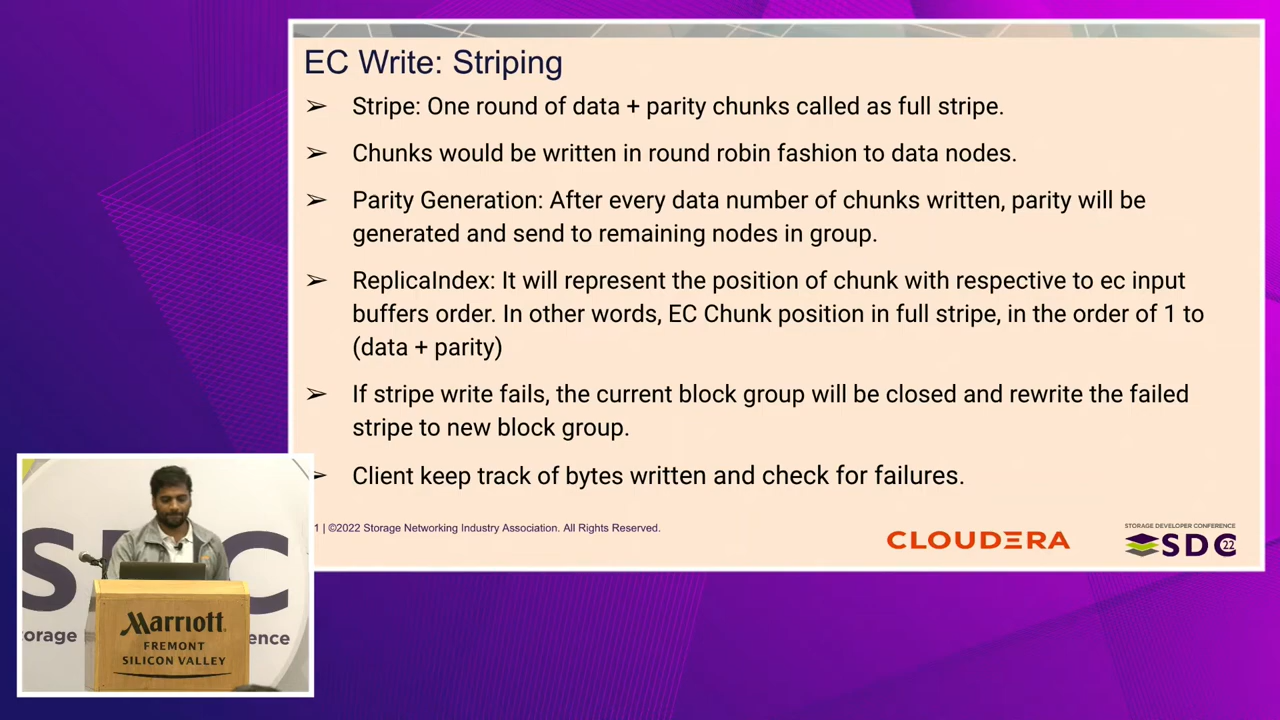 EC Write: Striping
➢ Stripe: One round of data + parity chunks called as full stripe.
➢ Chunks would be written in round robin fashion to data nodes.
➢ Parity Generation: After every data number of chunks written, parity will be
generated and send to remaining nodes in group.
➢ ReplicaIndex: It will represent the position of chunk with respective to ec input
buffers order. In other words, EC Chunk position in full stripe, in the order of 1 to
(data + parity)
➢ If stripe write fails, the current block group will be closed and rewrite the failed
stripe to new block group.
➢ Client keep track of bytes written and check for failures.
1 | ©2022 Storage Networking Industry Association. All Rights Reserved.
CLOUDERA
STORAGE DEVELOPER CONFERENCE
SDC 22
S C
torage ence
Marriott
FREMONT
SILICON VALLEY